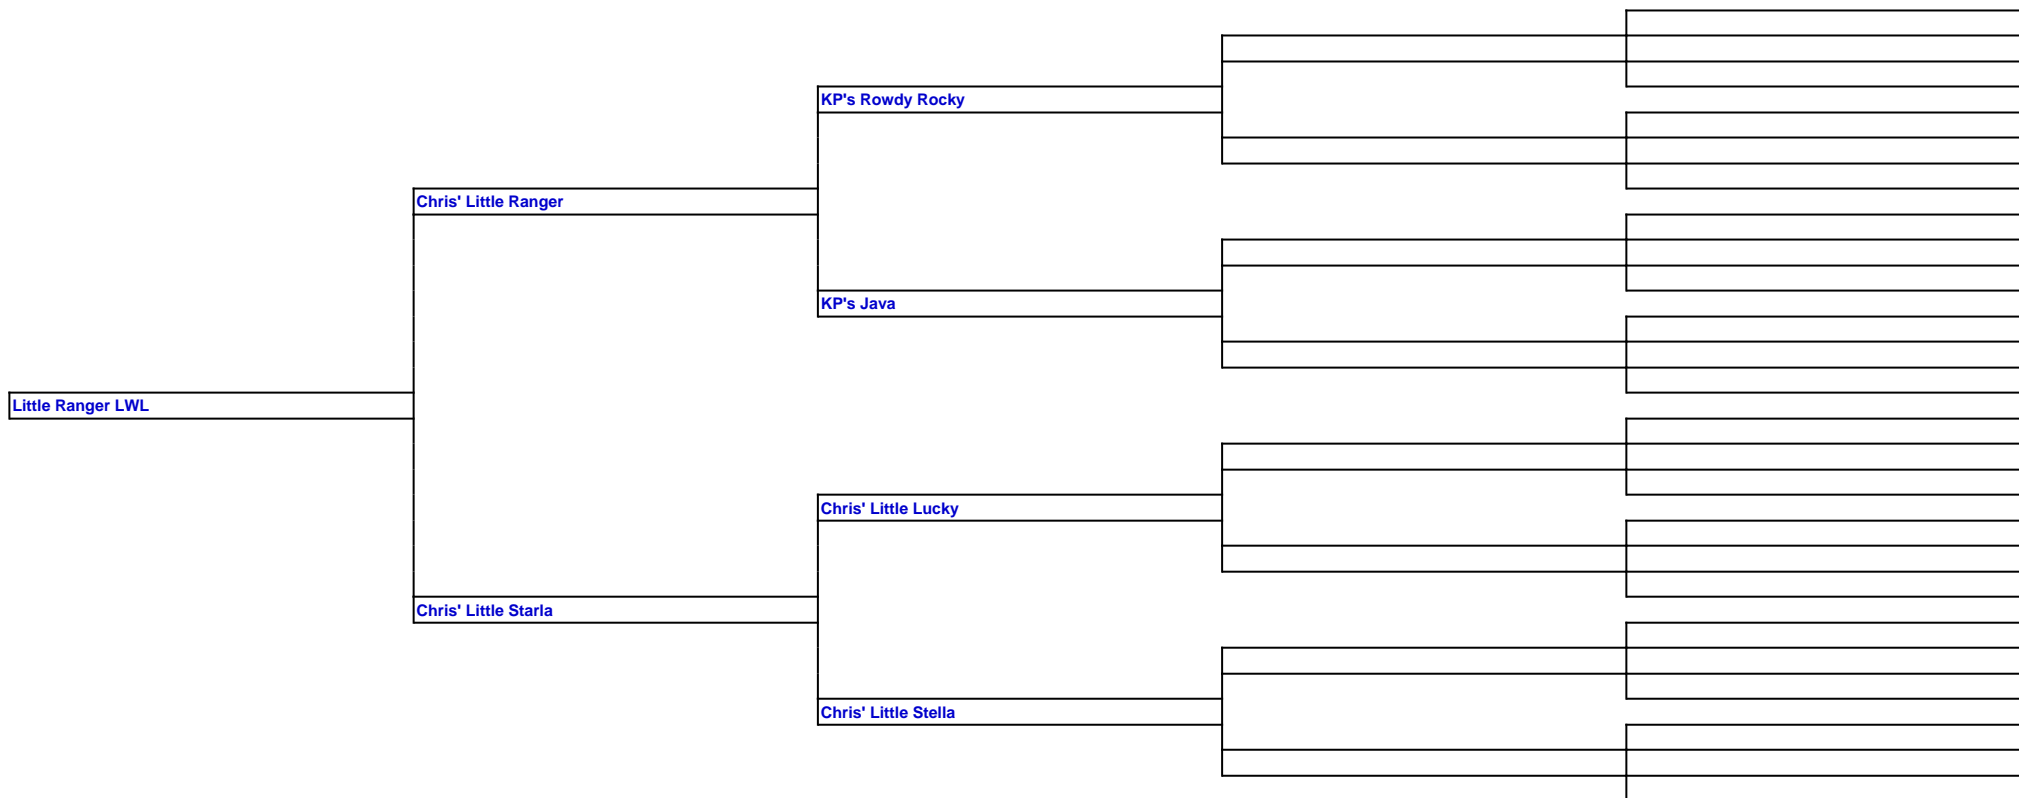 KP's Rowdy Rocky
Chris' Little Ranger
KP's Java
Little Ranger LWL
Chris' Little Lucky
Chris' Little Starla
Chris' Little Stella